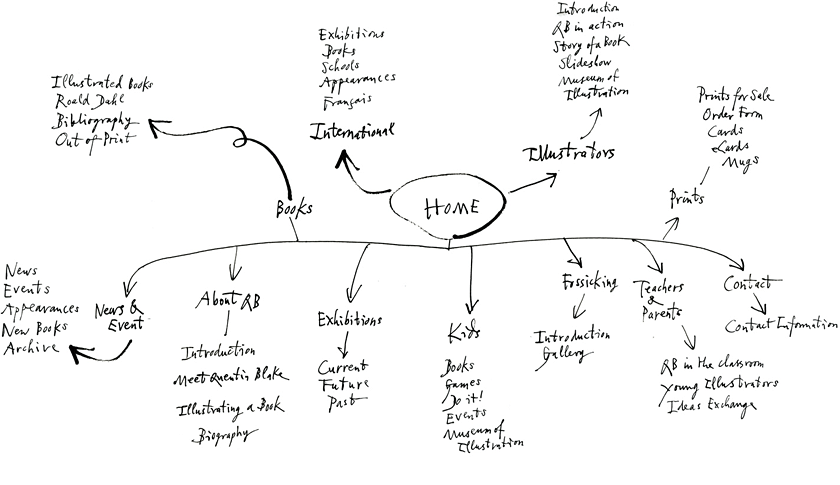 Introduction
QB in action
Story of a Book
Slideshow
Museum of
Illustration
Illustrators
Exhibitions
Books
Schools
Appearances
Français
International
Illustrated Books
Roald Dahl
Bibliography
Out of Print
Books
Prints for Sale
Order Form
Cards
Cards
Mugs
Prints
HOME
News
Events
Appearances
New Books
Archive
News &
Event
About QB
Introduction
Meet Quentin Blake
Illustrating a Book
Biography
Exhibitions
Current
Future
Past
Kids
Books
Games
Do it!
Events
Museum of
Illustration
Fossicking
Introduction
Gallery
Teachers
&
Parents
QB in the classroom
Young Illustrators
Ideas Exchange
Contact
Contact Information